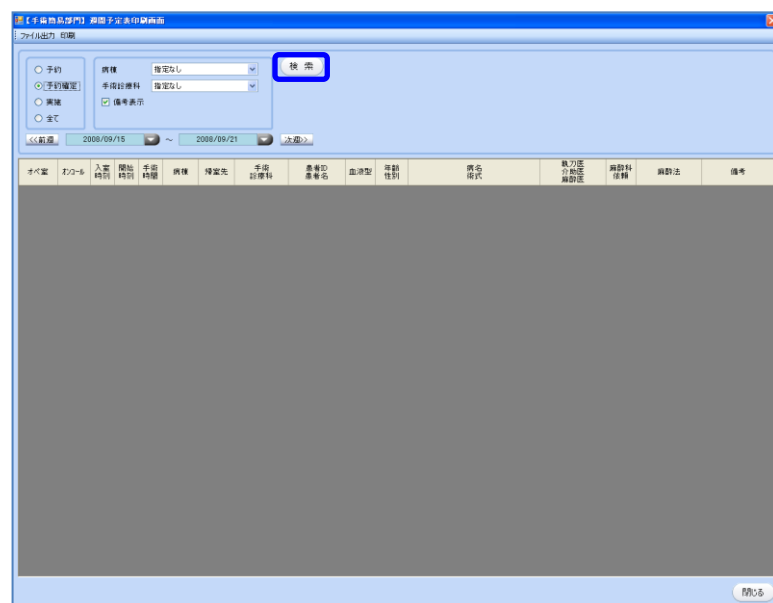 【手術簡易部門】 週間予定表印刷画面
ファイル出力 印刷
予約 病棟 指定なし 検 索
予約確定 手術診療科 指定なし
実施 備考表示
全て
<<前週 2008/09/15 ～ 2008/09/21 次週>>
オペ室 オンコール 入室時刻 開始時刻 手術時間 病棟 帰室先 手術診療科 患者ID患者名 血液型 年齢性別 病名術式 執刀医介助医麻酔医 麻酔科依頼 麻酔法 備考
閉じる